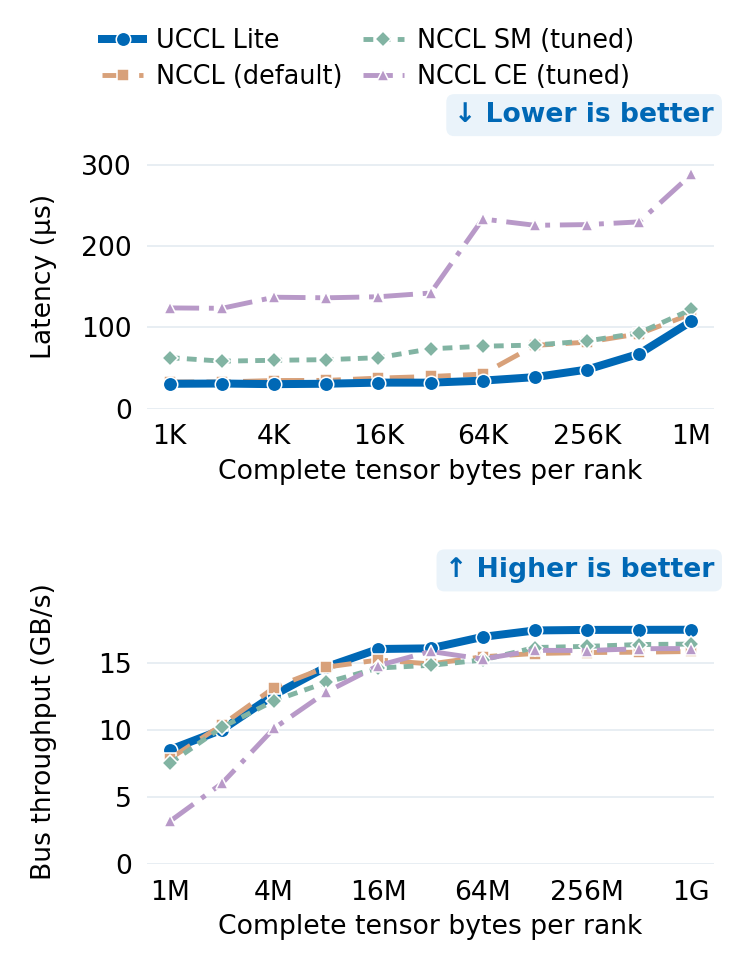 UCCL Lite
NCCL SM (tuned)
NCCL (default)
NCCL CE (tuned)
↓ Lower is better
Latency (μs)
300
200
100
0
1K 4K 16K 64K 256K 1M
Complete tensor bytes per rank
↑ Higher is better
Bus throughput (GB/s)
15
10
5
0
1M 4M 16M 64M 256M 1G
Complete tensor bytes per rank